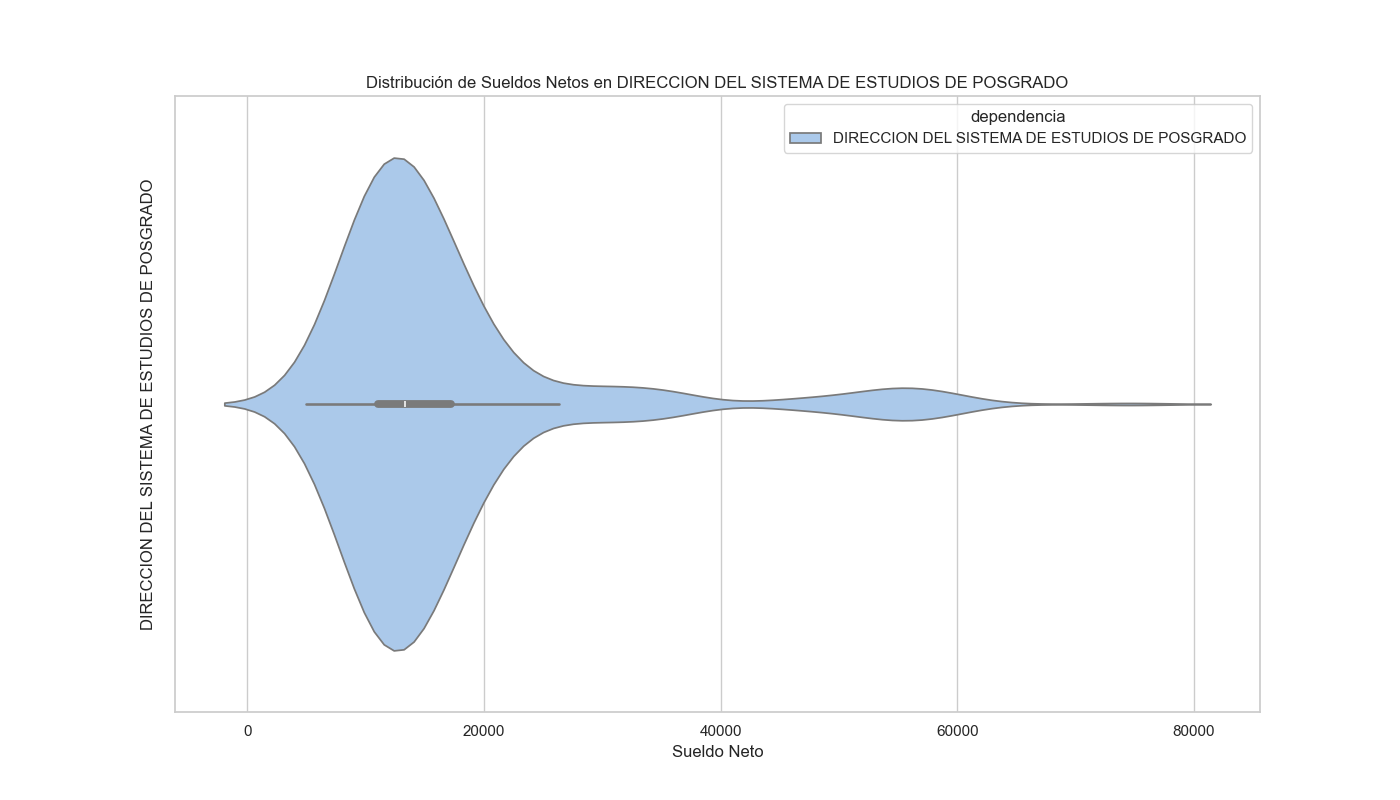 Distribución de Sueldos Netos en DIRECCION DEL SISTEMA DE ESTUDIOS DE POSGRADO
dependencia
DIRECCION DEL SISTEMA DE ESTUDIOS DE POSGRADO
DIRECCION DEL SISTEMA DE ESTUDIOS DE POSGRADO
0 20000 40000 60000 80000
Sueldo Neto